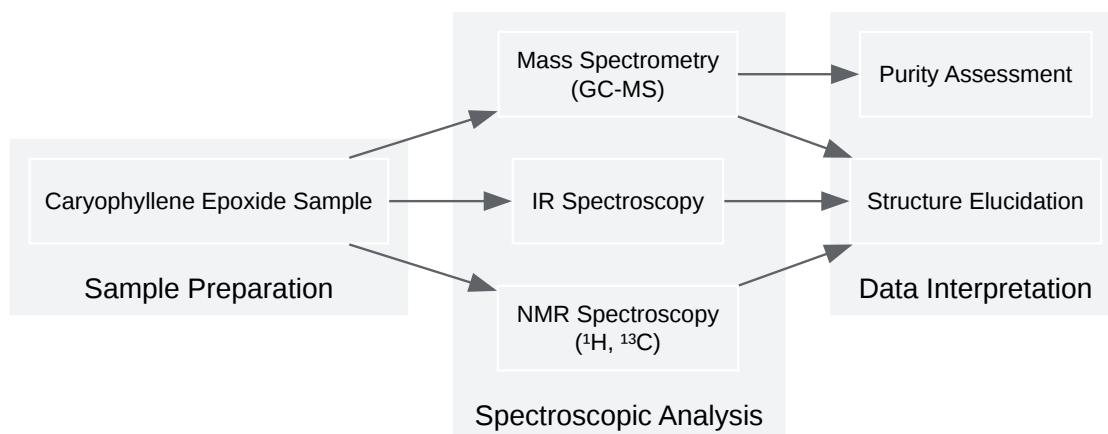 Caryophyllene Epoxide Sample
Sample Preparation
Mass Spectrometry
(GC-MS)
IR Spectroscopy
NMR Spectroscopy
(¹H, ¹³C)
Spectroscopic Analysis
Purity Assessment
Structure Elucidation
Data Interpretation